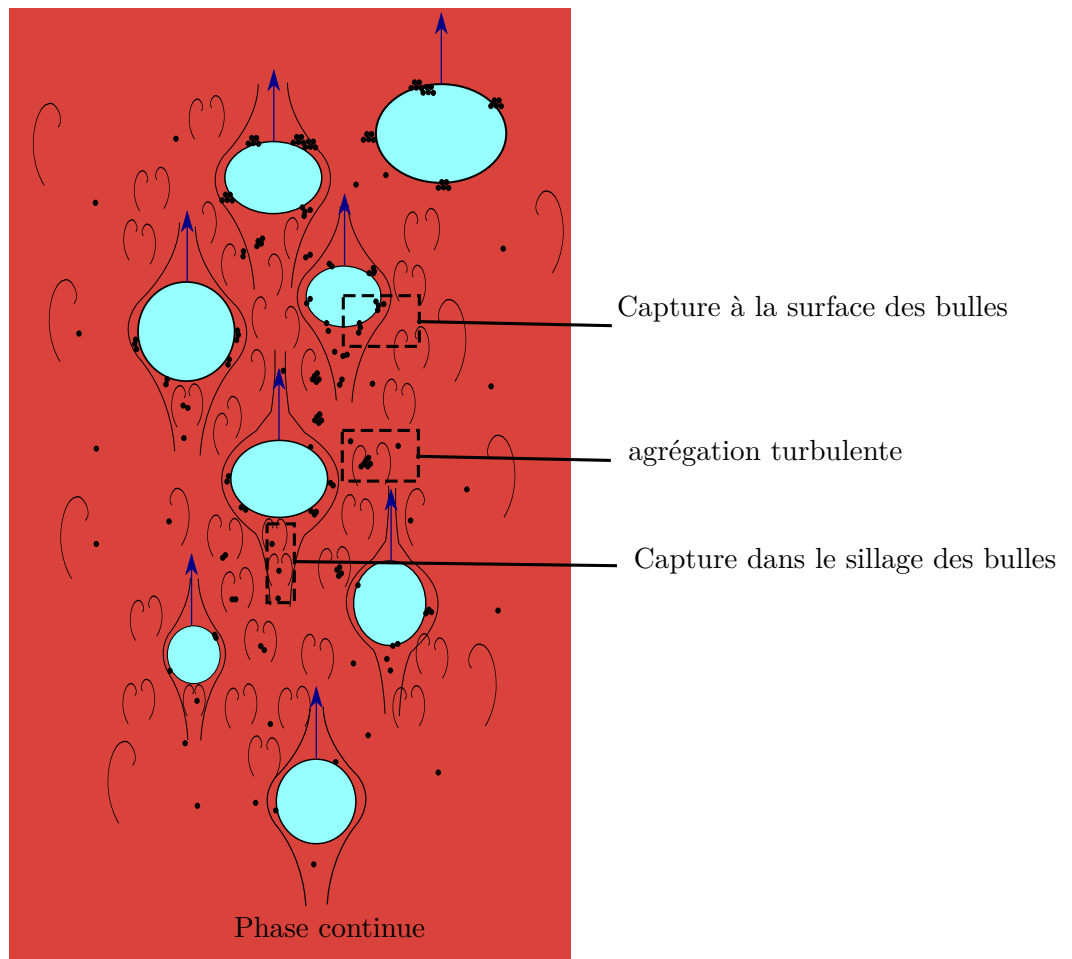 Capture à la surface des bulles
agrégation turbulente
Capture dans le sillage des bulles
Phase continue